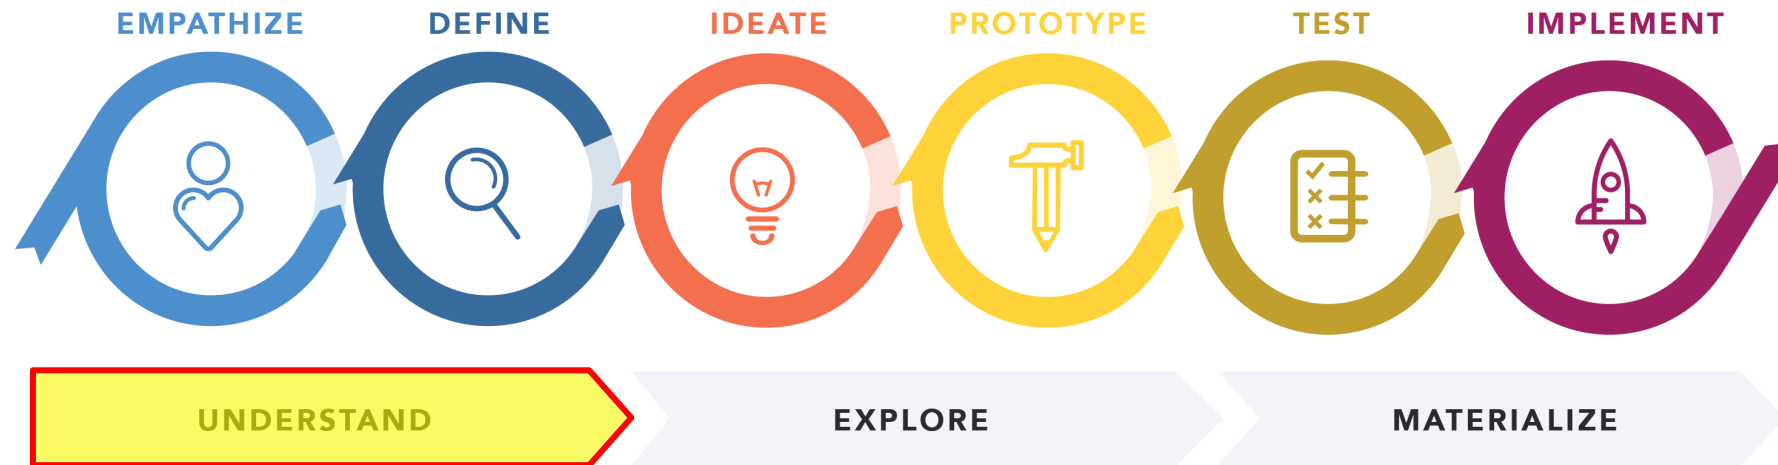 EMPATHIZE DEFINE IDEATE PROTOTYPE TEST IMPLEMENT
UNDERSTAND EXPLORE MATERIALIZE